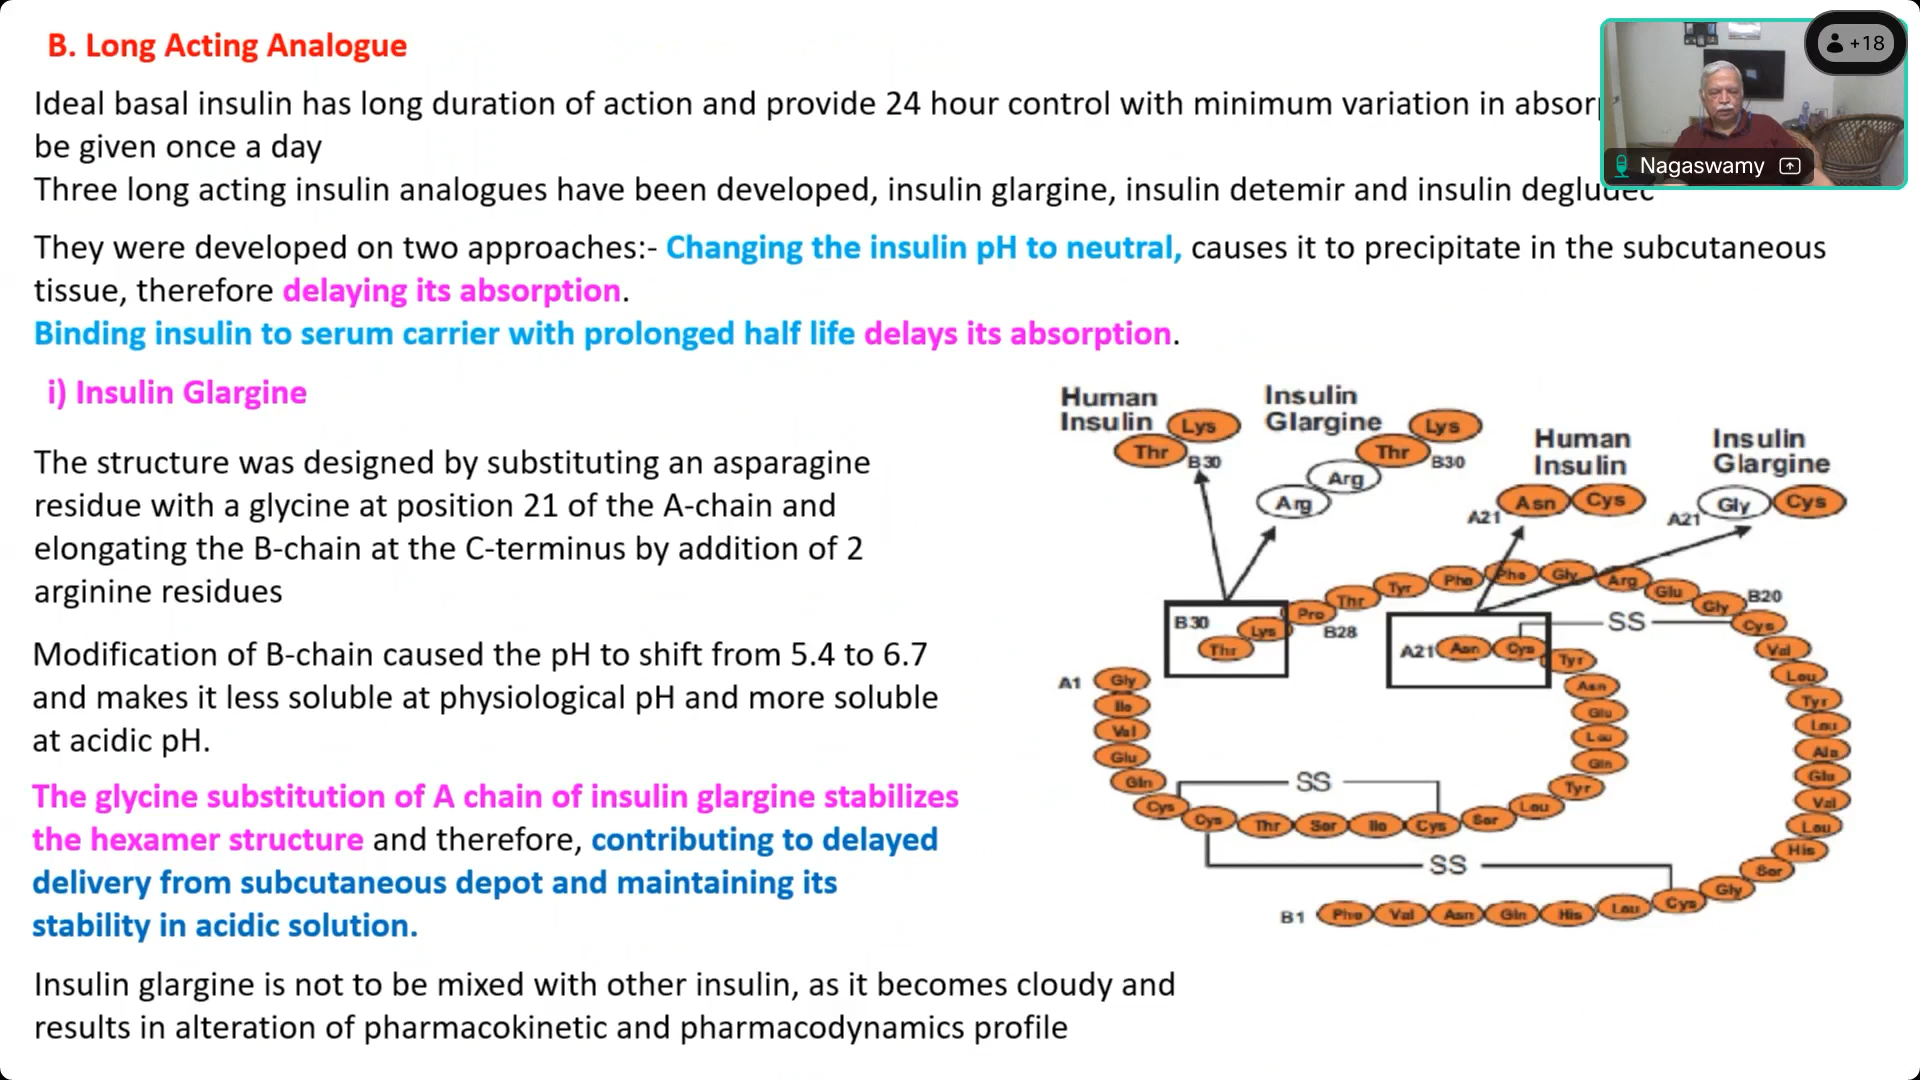 B. Long Acting Analogue
+18
Ideal basal insulin has long duration of action and provide 24 hour control with minimum variation in
be given once a day
Nagaswamy
Three long acting insulin analogues have been developed, insulin glargine, insulin detemir and insulin degludec
They were developed on two approaches:- Changing the insulin pH to neutral, causes it to precipitate in the subcutaneous
tissue, therefore delaying its absorption.
Binding insulin to serum carrier with prolonged half life delays its absorption.
i) Insulin Glargine
The structure was designed by substituting an asparagine
residue with a glycine at position 21 of the A-chain and
elongating the B-chain at the C-terminus by addition of 2
arginine residues
Modification of B-chain caused the pH to shift from 5.4 to 6.7
and makes it less soluble at physiological pH and more soluble
at acidic pH.
The glycine substitution of A chain of insulin glargine stabilizes
the hexamer structure and therefore, contributing to delayed
delivery from subcutaneous depot and maintaining its
stability in acidic solution.
Insulin glargine is not to be mixed with other insulin, as it becomes cloudy and
results in alteration of pharmacokinetic and pharmacodynamics profile
Human
Insulin
Lys
Thr
B30
Insulin
Glargine
Lys
Thr
B30
Arg
Arg
Human
Insulin
Asn Cys
A21
Insulin
Glargine
Gly Cys
A21
B30
Thr Lys Pro Thr Tyr Phe Phe Gly Arg Glu Gly Cys
B28
B20
Val
Leu
Tyr
Leu
Ala
Glu
Val
Leu
His
Ser
Gly
Cys
Leu
His
Gln
Asn
Val
Phe
B1
A21 Asn Cys Tyr
SS
Asn
Glu
Leu
Gln
Tyr
Leu
Ser
Cys
Ile
Ser
Thr
Cys
Cys
Gln
Glu
Val
Ile
Gly
A1
SS
SS